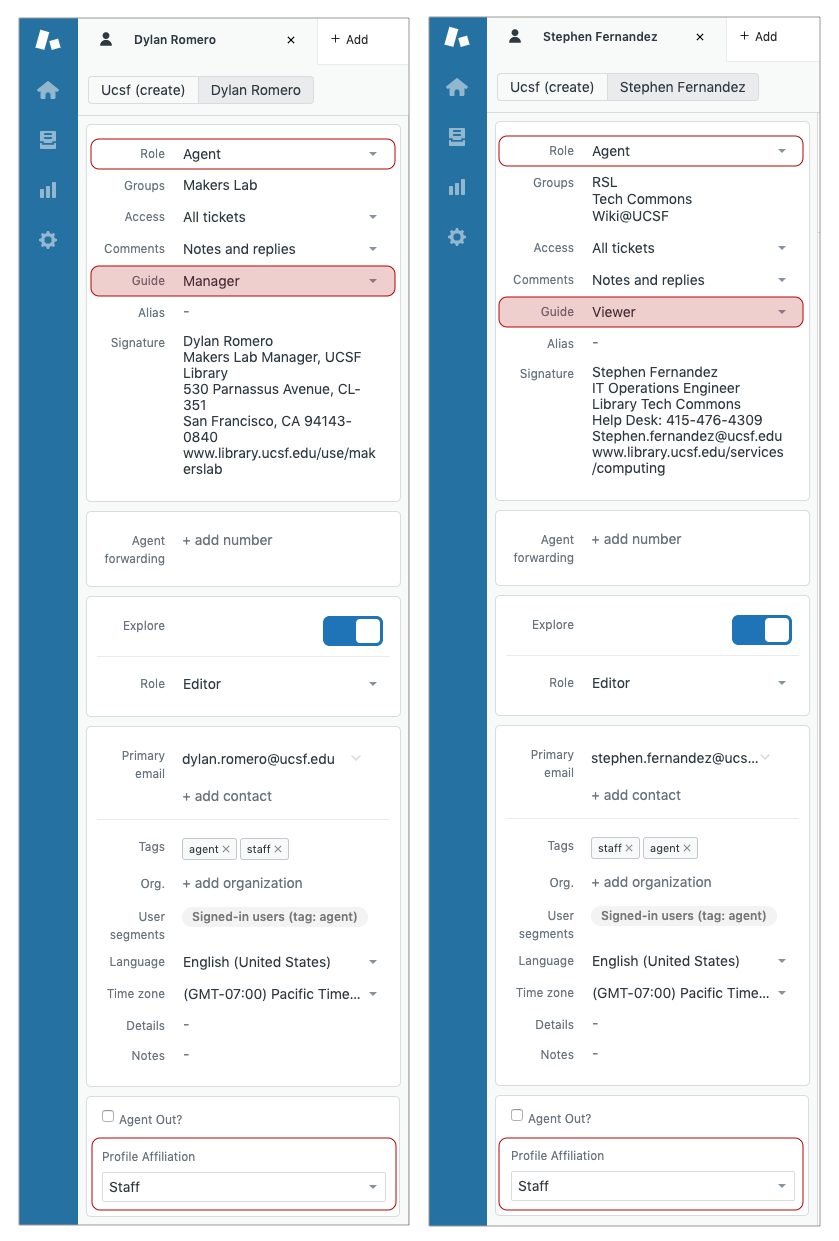 Dylan Romero × + Add
Ucsf (create) Dylan Romero
Role Agent
Groups Makers Lab
Access All tickets
Comments Notes and replies
Guide Manager
Alias -
Signature Dylan Romero
Makers Lab Manager, UCSF
Library
530 Parnassus Avenue, CL-
351
San Francisco, CA 94143-
0840
www.library.ucsf.edu/use/mak
erslab
Agent
forwarding
+ add number
Explore
Role Editor
Primary
email
dylan.romero@ucsf.edu
+ add contact
Tags agent × staff ×
Org. + add organization
User
segments
Signed-in users (tag: agent)
Language English (United States)
Time zone (GMT-07:00) Pacific Time...
Details -
Notes -
Agent Out?
Profile Affiliation
Staff
Stephen Fernandez × + Add
Ucsf (create) Stephen Fernandez
Role Agent
Groups RSL
Tech Commons
Wiki@UCSF
Access All tickets
Comments Notes and replies
Guide Viewer
Alias -
Signature Stephen Fernandez
IT Operations Engineer
Library Tech Commons
Help Desk: 415-476-4309
Stephen.fernandez@ucsf.edu
www.library.ucsf.edu/services
/computing
Agent
forwarding
+ add number
Explore
Role Editor
Primary
email
stephen.fernandez@ucs...
+ add contact
Tags staff × agent ×
Org. + add organization
User
segments
Signed-in users (tag: agent)
Language English (United States)
Time zone (GMT-07:00) Pacific Time...
Details -
Notes -
Agent Out?
Profile Affiliation
Staff